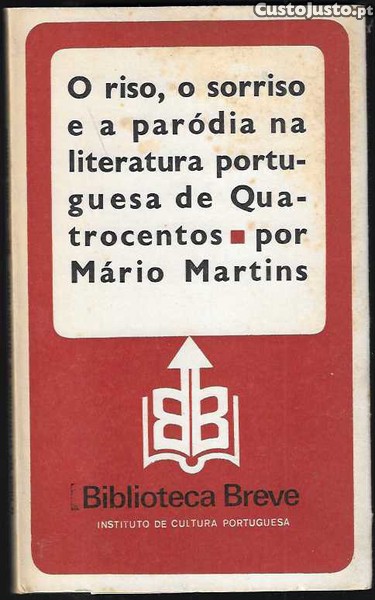 CustoJusto.pt
O riso, o sorriso
e a paródia na
literatura portu-
guesa de Qua-
trocentos ■ por
Mário Martins
Biblioteca Breve
INSTITUTO DE CULTURA PORTUGUESA